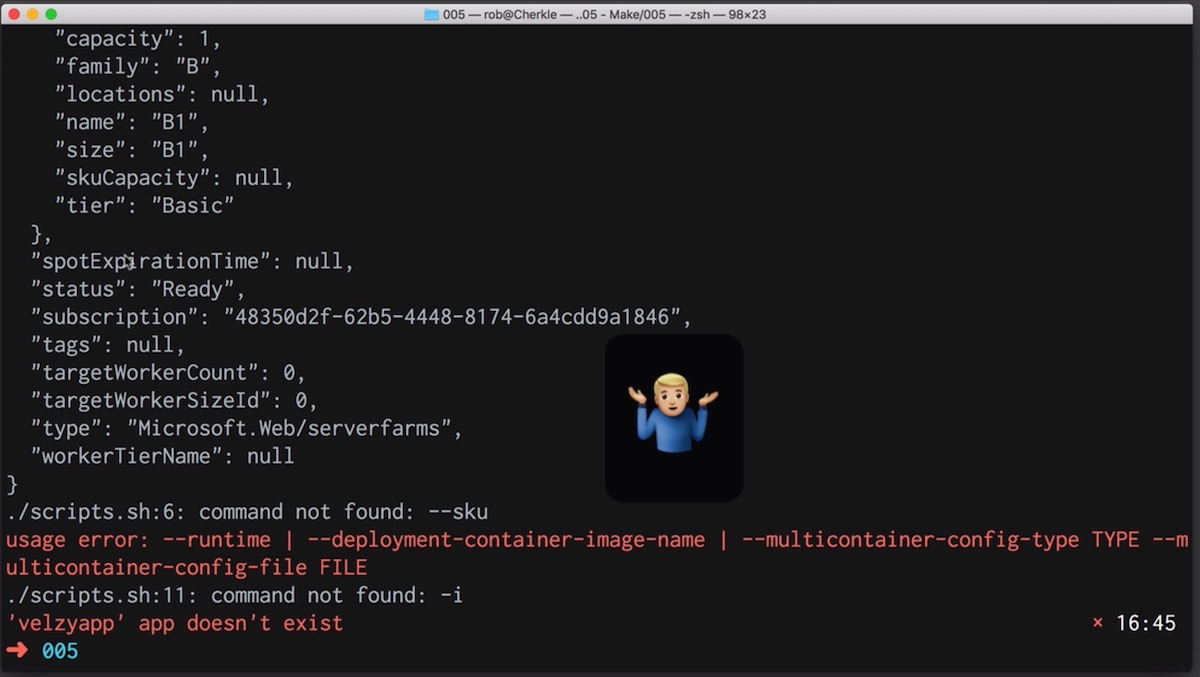 005 — rob@Cherkle — ..05 - Make/005 — -zsh — 98×23
"capacity": 1,
"family": "B",
"locations": null,
"name": "B1",
"size": "B1",
"skuCapacity": null,
"tier": "Basic"
},
"spotExpirationTime": null,
"status": "Ready",
"subscription": "48350d2f-62b5-4448-8174-6a4cdd9a1846",
"tags": null,
"targetWorkerCount": 0,
"targetWorkerSizeId": 0,
"type": "Microsoft.Web/serverfarms",
"workerTierName": null
}
./scripts.sh:6: command not found: --sku
usage error: --runtime | --deployment-container-image-name | --multicontainer-config-type TYPE --m
ulticontainer-config-file FILE
./scripts.sh:11: command not found: -i
'velzyapp' app doesn't exist × 16:45
➜ 005